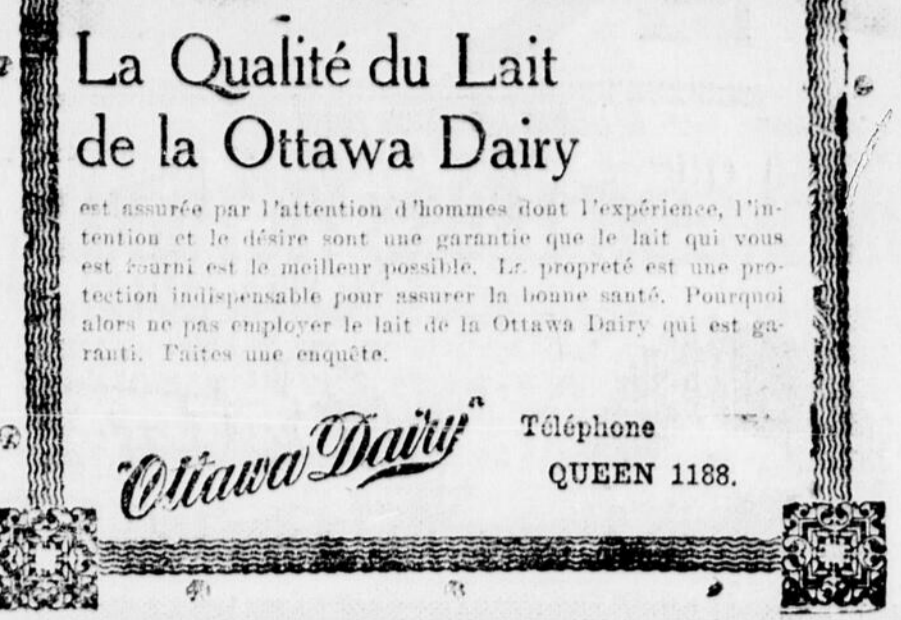 La Qualité du Lait
de la Ottawa Dairy
est assurée par l'attention d'hommes dont l'expérience, l'in-
tention et le désire sont une garantie que le lait qui vous
est fourni est le meilleur possible. La propreté est une pro-
tection indispensable pour assurer la bonne santé. Pourquoi
alors ne pas employer le lait de la Ottawa Dairy qui est ga-
ranti. Faites une enquête.
"Ottawa Dairy"
Téléphone
QUEEN 1188.